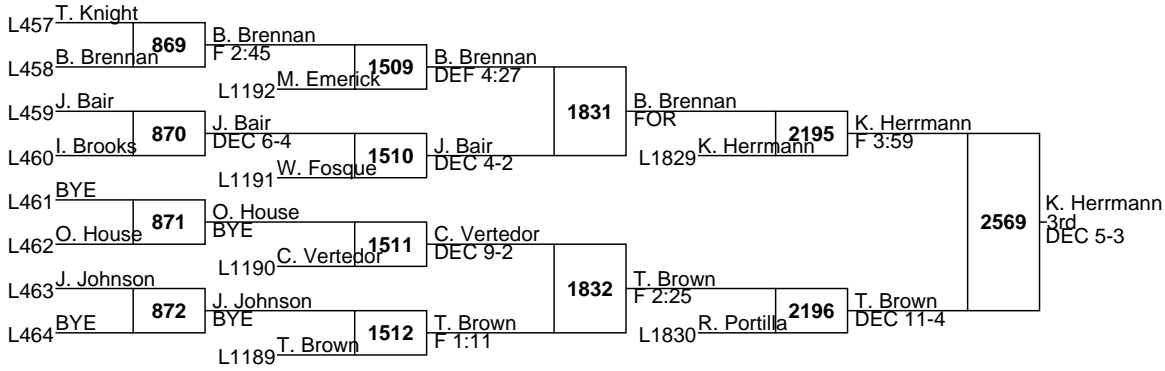 L457 T. Knight
869
L458 B. Brennan
B. Brennan
F 2:45
1509
L1192 M. Emerick
B. Brennan
DEF 4:27
L459 J. Bair
870
L460 I. Brooks
J. Bair
DEC 6-4
1510
L1191 W. Fosque
J. Bair
DEC 4-2
1831
B. Brennan
FOR
2195
L1829 K. Herrmann
K. Herrmann
F 3:59
L461 BYE
871
L462 O. House
O. House
BYE
1511
L1190 C. Vertedor
C. Vertedor
DEC 9-2
L463 J. Johnson
872
L464 BYE
J. Johnson
BYE
1512
L1189 T. Brown
T. Brown
F 1:11
1832
T. Brown
F 2:25
2196
L1830 R. Portilla
T. Brown
DEC 11-4
2569
K. Herrmann
3rd
DEC 5-3